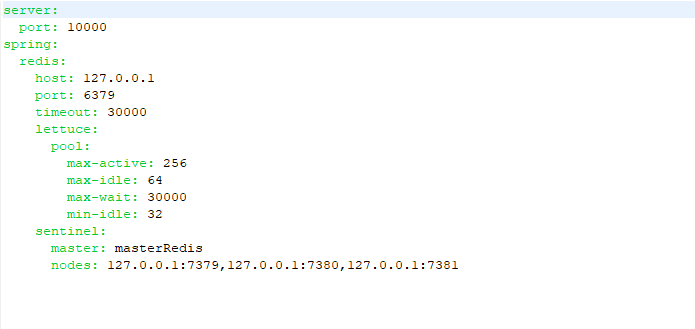 server:
  port: 10000
spring:
  redis:
    host: 127.0.0.1
    port: 6379
    timeout: 30000
    lettuce:
      pool:
        max-active: 256
        max-idle: 64
        max-wait: 30000
        min-idle: 32
    sentinel:
      master: masterRedis
      nodes: 127.0.0.1:7379,127.0.0.1:7380,127.0.0.1:7381